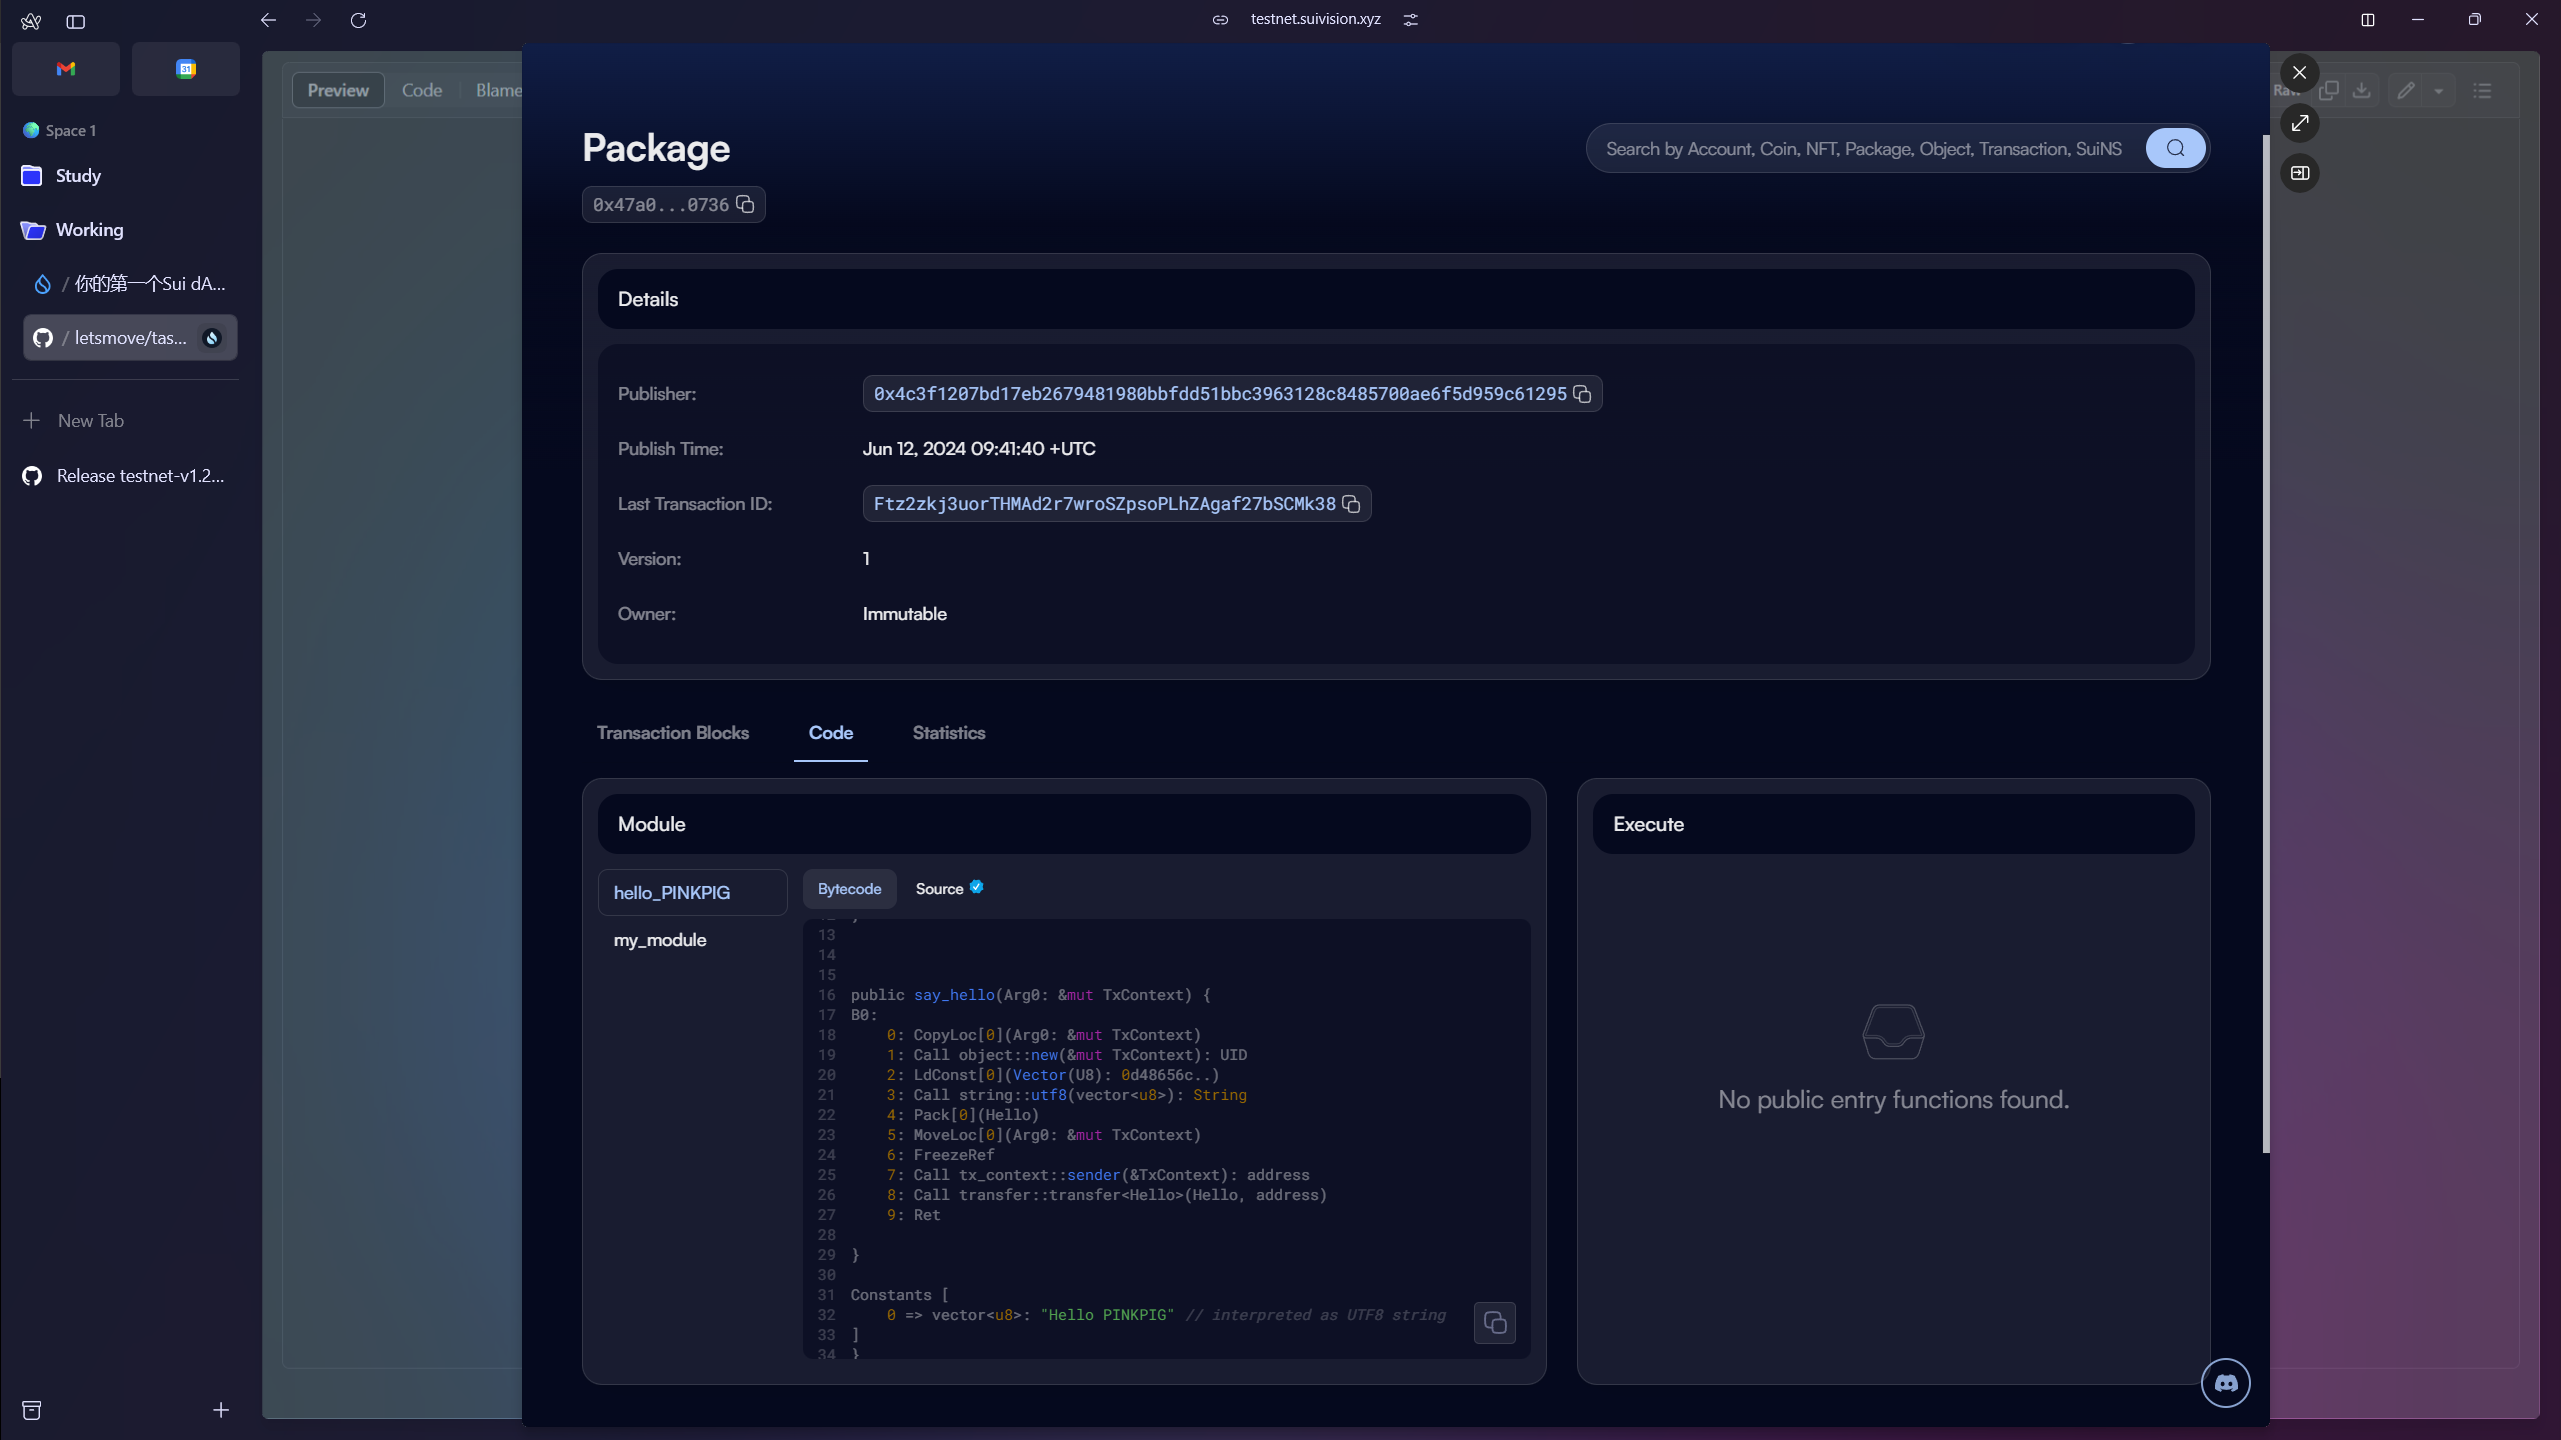 testnet.suivision.xyz
31
Space 1
Study
Working
/ 你的第一个Sui dA...
/ letsmove/tas...
New Tab
Release testnet-v1.2...
Preview
Code
Blame
Raw
Package
Search by Account, Coin, NFT, Package, Object, Transaction, SuiNS
0x47a0...0736
Details
Publisher:
0x4c3f1207bd17eb2679481980bbfdd51bbc3963128c8485700ae6f5d959c61295
Publish Time:
Jun 12, 2024 09:41:40 +UTC
Last Transaction ID:
Ftz2zkj3uorTHMAd2r7wroSZpsoPLhZAgaf27bSCMk38
Version:
1
Owner:
Immutable
Transaction Blocks
Code
Statistics
Module
hello_PINKPIG
my_module
Bytecode
Source
13
14
15
16 public say_hello(Arg0: &mut TxContext) {
17 B0:
18 0: CopyLoc[0](Arg0: &mut TxContext)
19 1: Call object::new(&mut TxContext): UID
20 2: LdConst[0](Vector(U8): 0d48656c..)
21 3: Call string::utf8(vector<u8>): String
22 4: Pack[0](Hello)
23 5: MoveLoc[0](Arg0: &mut TxContext)
24 6: FreezeRef
25 7: Call tx_context::sender(&TxContext): address
26 8: Call transfer::transfer<Hello>(Hello, address)
27 9: Ret
28
29 }
30
31 Constants [
32 0 => vector<u8>: "Hello PINKPIG" // interpreted as UTF8 string
33 ]
34 }
Execute
No public entry functions found.